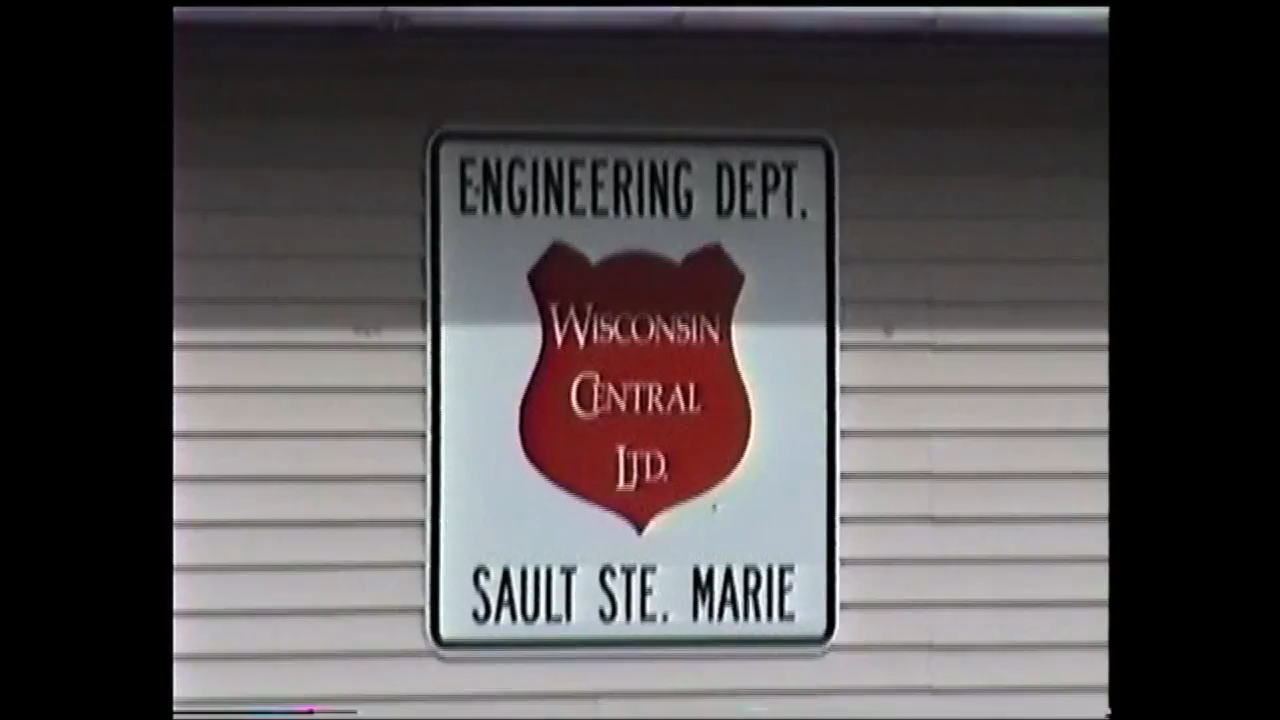 ENGINEERING DEPT.
WISCONSIN
CENTRAL
LTD.
SAULT STE. MARIE